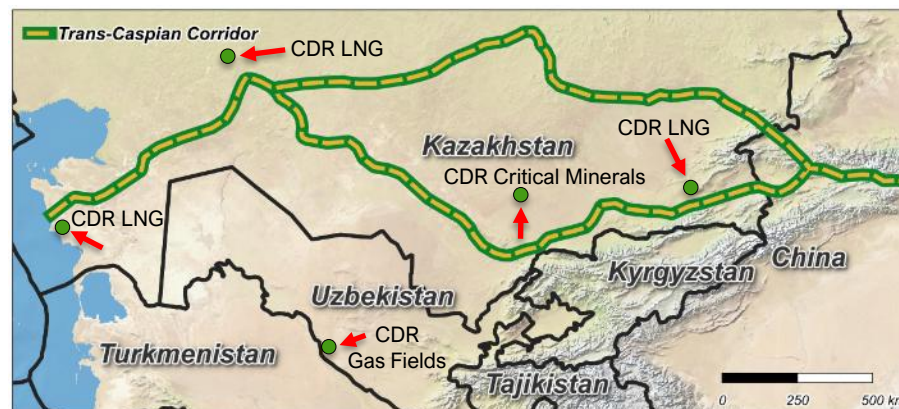 Trans-Caspian Corridor
CDR LNG
CDR LNG
Kazakhstan
CDR Critical Minerals
CDR LNG
Kyrgyzstan
China
Uzbekistan
CDR
Gas Fields
Turkmenistan
Tajikistan
0 250 500 km